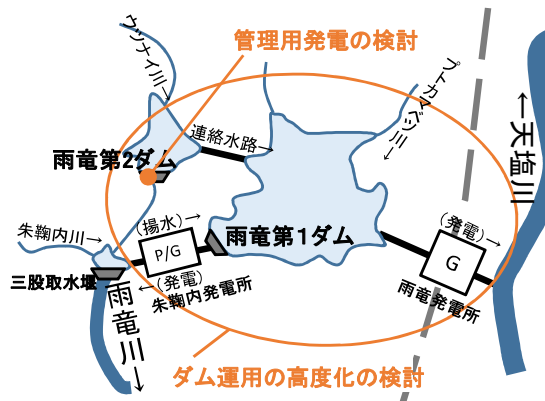 管理用発電の検討
ウツナイ川→
プトカマベツ川→
←天塩川
連絡水路→
雨竜第2ダム
朱鞠内川→
(揚水)→
雨竜第1ダム
(発電)→
P/G
G
三股取水堰
←(発電)
朱鞠内発電所
雨竜発電所
雨竜川→
ダム運用の高度化の検討